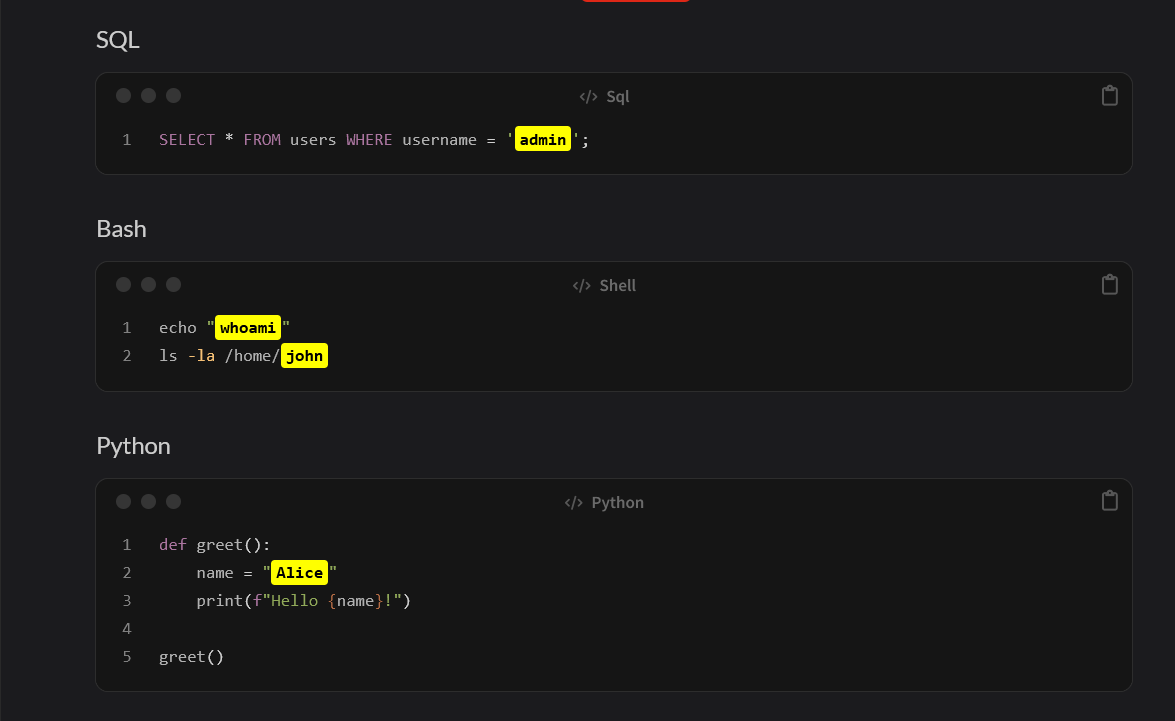 SQL
</> Sql
1 SELECT * FROM users WHERE username = 'admin';
Bash
</> Shell
1 echo "whoami"
2 ls -la /home/john
Python
</> Python
1 def greet():
2     name = "Alice"
3     print(f"Hello {name}!")
4
5 greet()